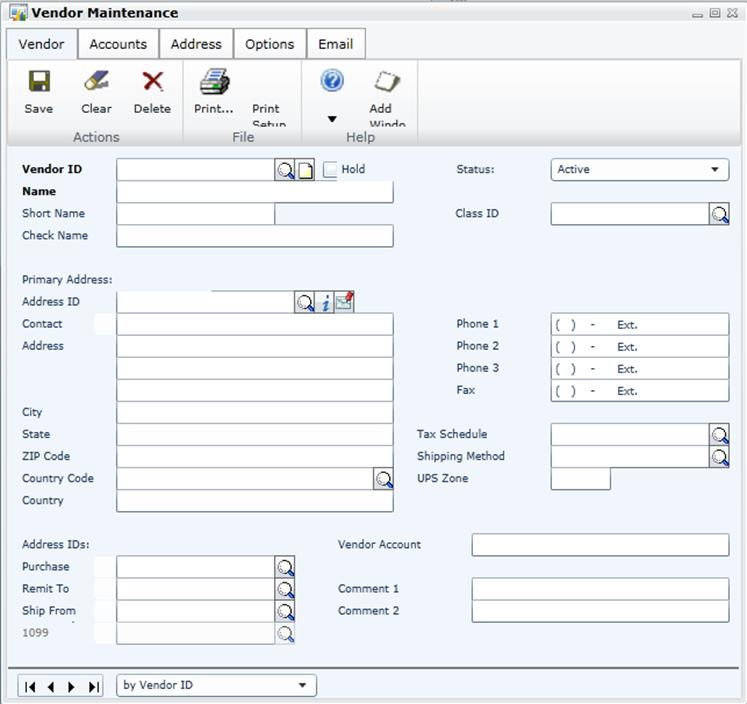 Vendor Maintenance
Vendor Accounts Address Options Email
Save Clear Delete Print... Print Setup Add Windo
Actions File Help
Vendor ID Hold Status: Active
Name
Short Name Class ID
Check Name
Primary Address:
Address ID
Contact Phone 1 ( ) - Ext.
Address Phone 2 ( ) - Ext.
Phone 3 ( ) - Ext.
Fax ( ) - Ext.
City
State Tax Schedule
ZIP Code Shipping Method
Country Code UPS Zone
Country
Address IDs: Vendor Account
Purchase
Remit To Comment 1
Ship From Comment 2
1099
by Vendor ID